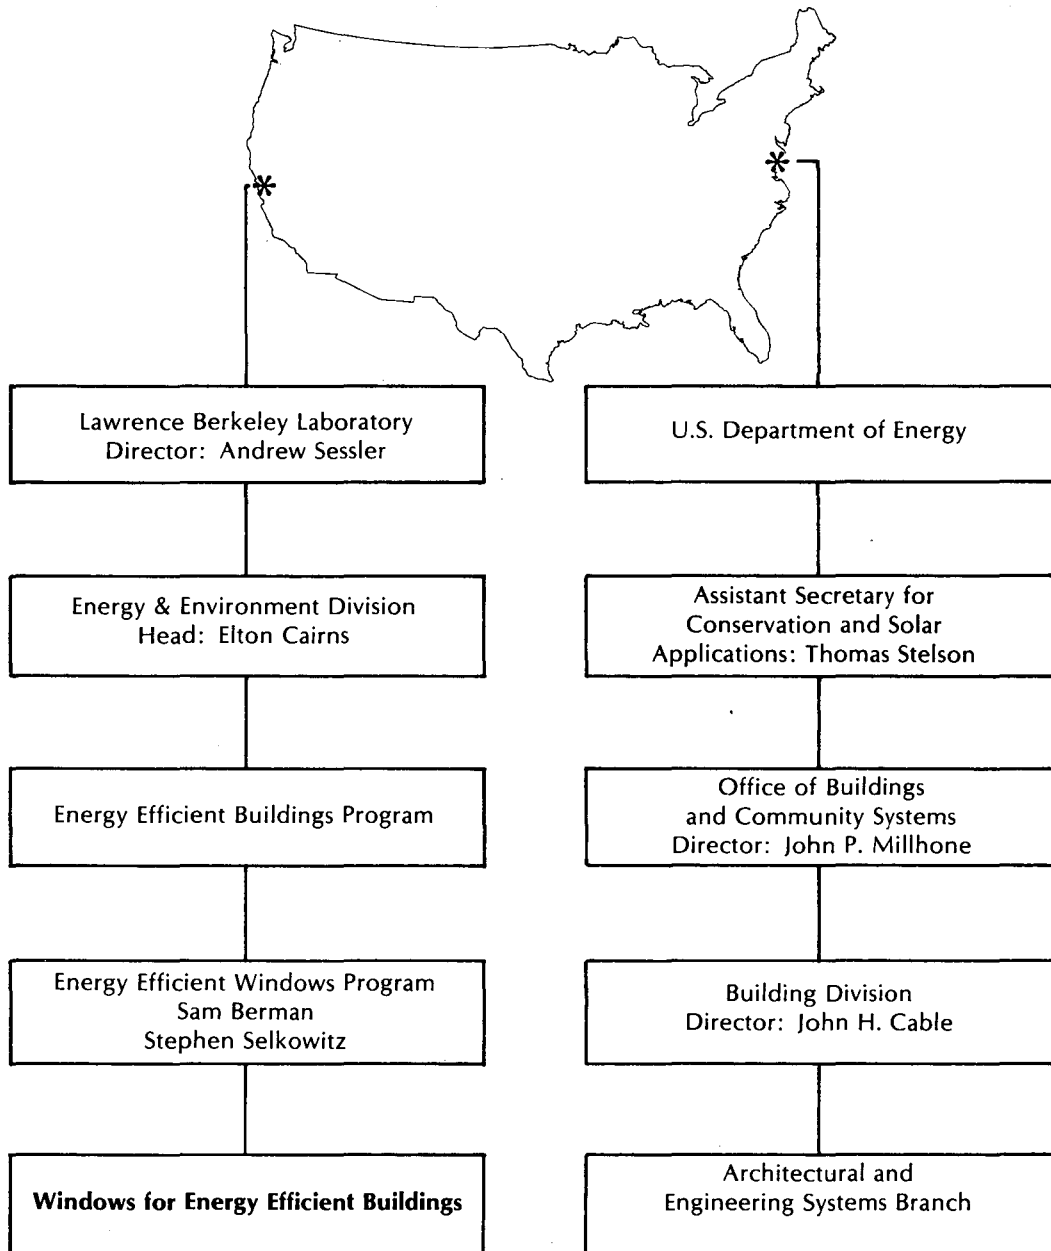 Lawrence Berkeley Laboratory
Director: Andrew Sessler
Energy & Environment Division
Head: Elton Cairns
Energy Efficient Buildings Program
Energy Efficient Windows Program
Sam Berman
Stephen Selkowitz
Windows for Energy Efficient Buildings
U.S. Department of Energy
Assistant Secretary for
Conservation and Solar
Applications: Thomas Stelson
Office of Buildings
and Community Systems
Director: John P. Millhone
Building Division
Director: John H. Cable
Architectural and
Engineering Systems Branch